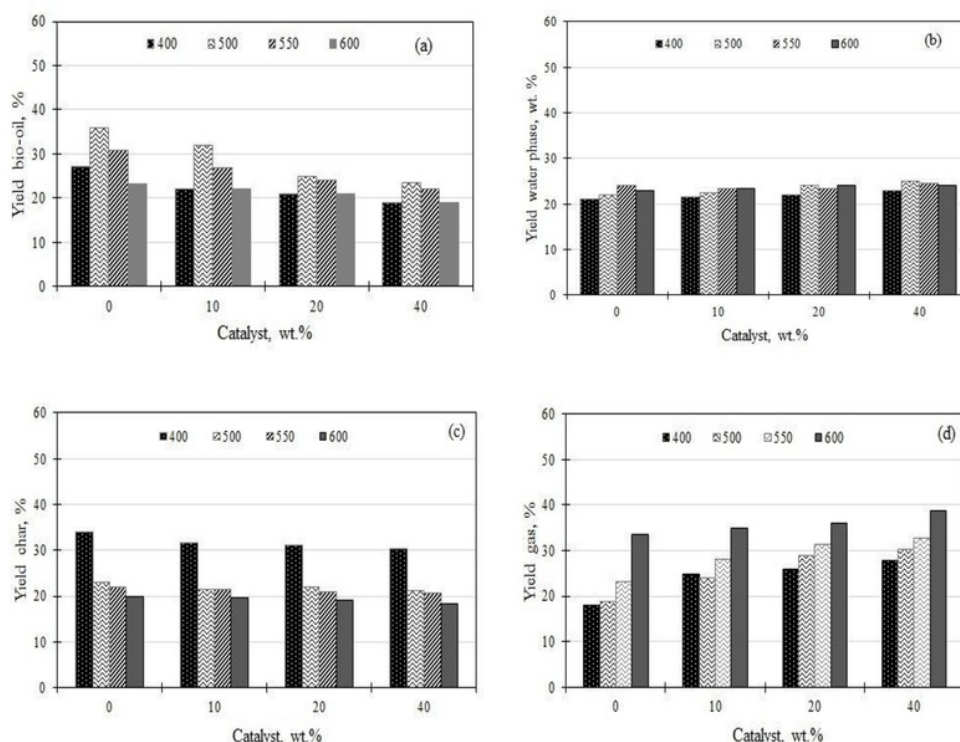 60
50
40
30
20
10
0
Yield bio-oil, %
400 500 550 600
(a)
0 10 20 40
Catalyst, wt.%
60
50
40
30
20
10
0
Yield water phase, wt. %
400 500 550 600
(b)
0 10 20 40
Catalyst, wt.%
60
50
40
30
20
10
0
Yield char, %
400 500 550 600
(c)
0 10 20 40
Catalyst, wt.%
60
50
40
30
20
10
0
Yield gas, %
400 500 550 600
(d)
0 10 20 40
Catalyst, wt.%